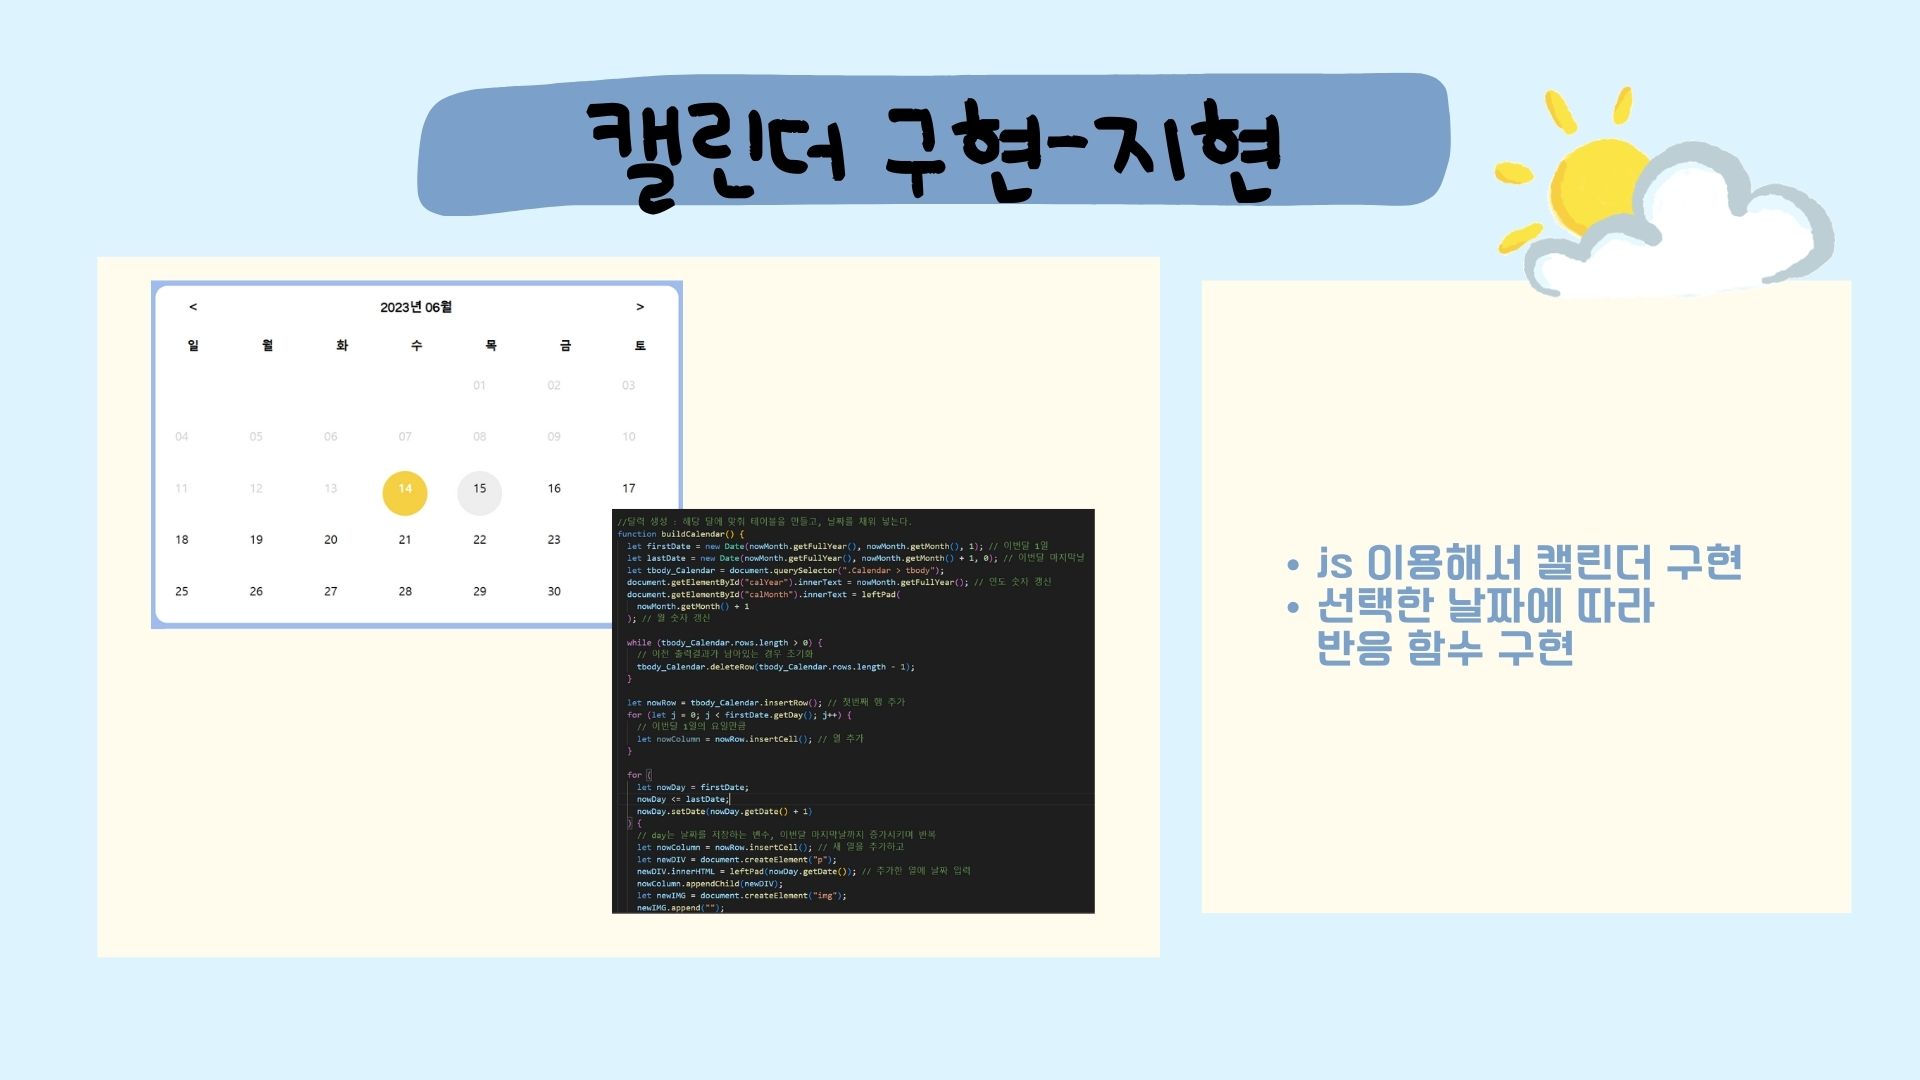 캘린더 구현-지현
< 2023년 06월 >
일 월 화 수 목 금 토
01 02 03
04 05 06 07 08 09 10
11 12 13 14 15 16 17
18 19 20 21 22 23
25 26 27 28 29 30
//달력 생성 : 해당 달에 맞춰 테이블을 만들고, 날짜를 채워 넣는다.
function buildCalendar() {
let firstDate = new Date(nowMonth.getFullYear(), nowMonth.getMonth(), 1); // 이번달 1일
let lastDate = new Date(nowMonth.getFullYear(), nowMonth.getMonth() + 1, 0); // 이번달 마지막날
let tbody_Calendar = document.querySelector(".Calendar > tbody");
document.getElementById("calYear").innerText = nowMonth.getFullYear(); // 연도 숫자 갱신
document.getElementById("calMonth").innerText = leftPad(
nowMonth.getMonth() + 1
); // 월 숫자 갱신
while (tbody_Calendar.rows.length > 0) {
// 이전 출력결과가 남아있는 경우 초기화
tbody_Calendar.deleteRow(tbody_Calendar.rows.length - 1);
}
let nowRow = tbody_Calendar.insertRow(); // 첫번째 행 추가
for (let j = 0; j < firstDate.getDay(); j++) {
// 이번달 1일의 요일만큼
let nowColumn = nowRow.insertCell(); // 열 추가
}
for (
let nowDay = firstDate;
nowDay <= lastDate;
nowDay.setDate(nowDay.getDate() + 1)
) {
// day는 날짜를 저장하는 변수, 이번달 마지막날까지 증가시키며 반복
let nowColumn = nowRow.insertCell(); // 새 열을 추가하고
let newDIV = document.createElement("p");
newDIV.innerHTML = leftPad(nowDay.getDate()); // 추가한 열에 날짜 입력
nowColumn.appendChild(newDIV);
let newIMG = document.createElement("img");
newIMG.append("");
• js 이용해서 캘린더 구현
• 선택한 날짜에 따라
반응 함수 구현